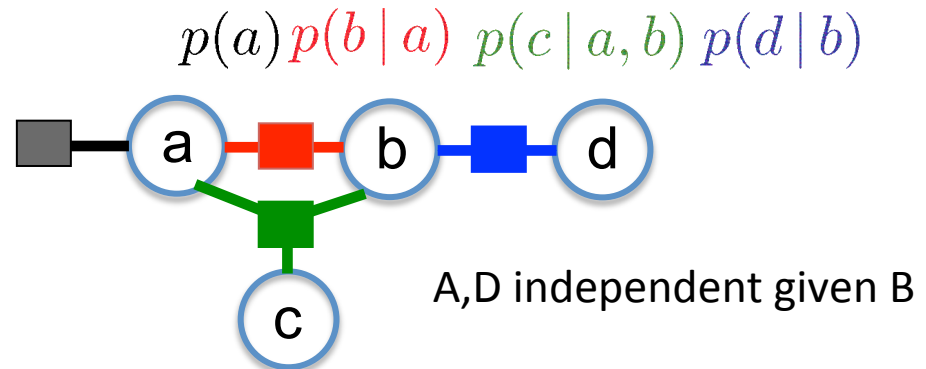 p(a) p(b | a) p(c | a, b) p(d | b)
a b d
A,D independent given B
c